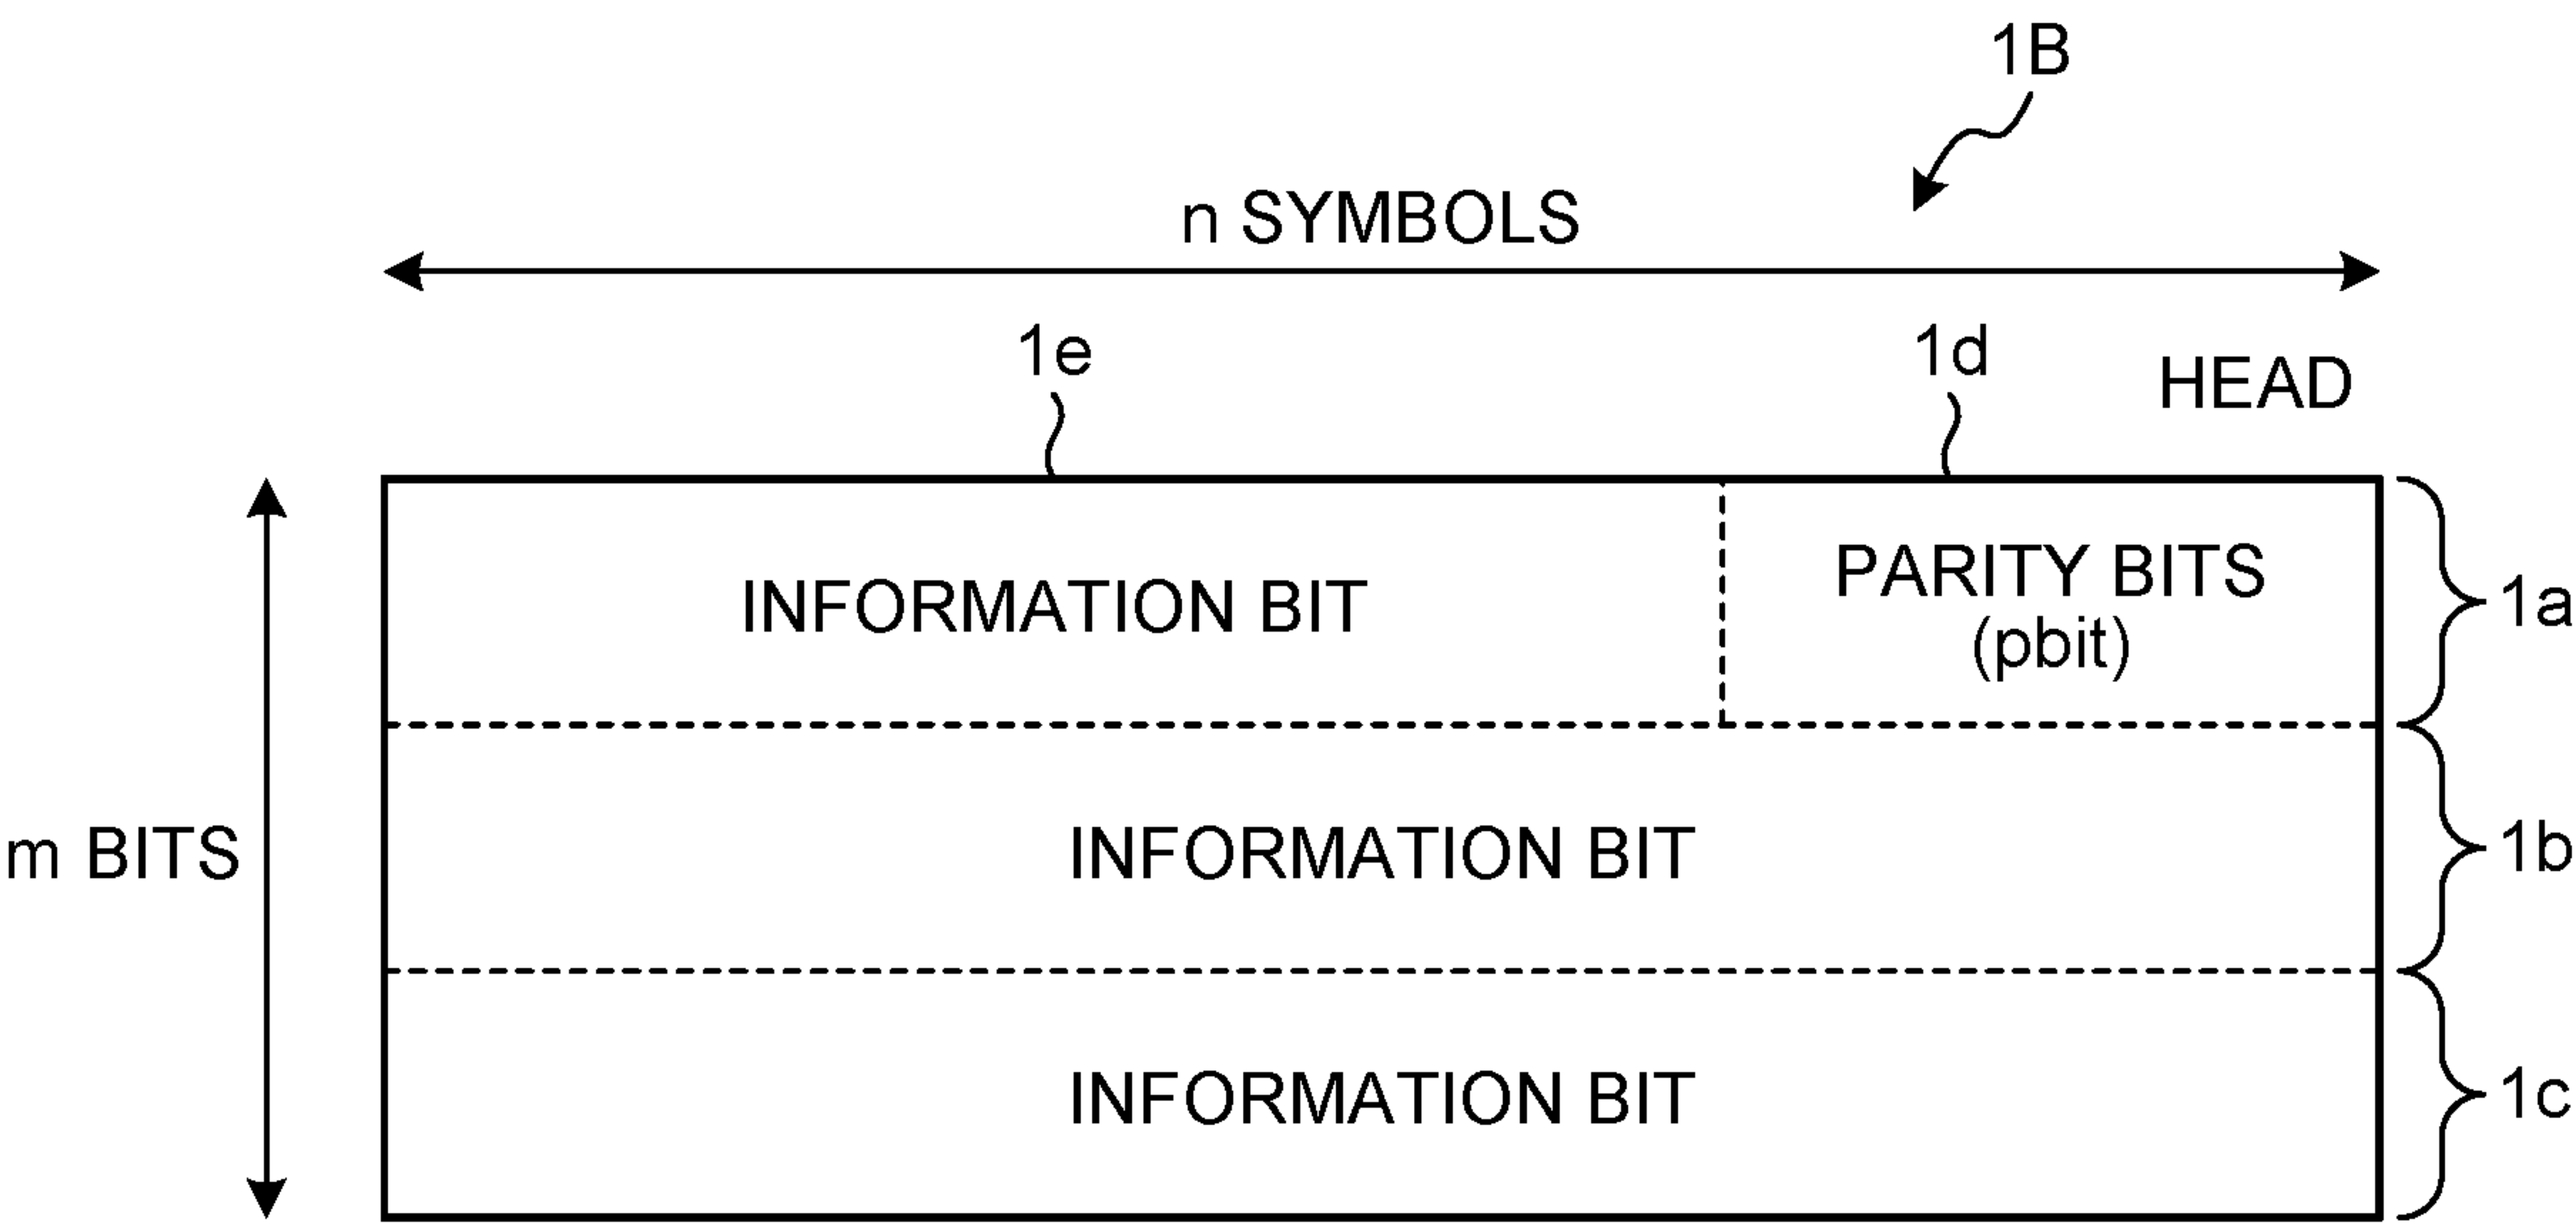 1B
n SYMBOLS
1e
1d
HEAD
INFORMATION BIT
PARITY BITS
(pbit)
1a
m BITS
INFORMATION BIT
1b
INFORMATION BIT
1c